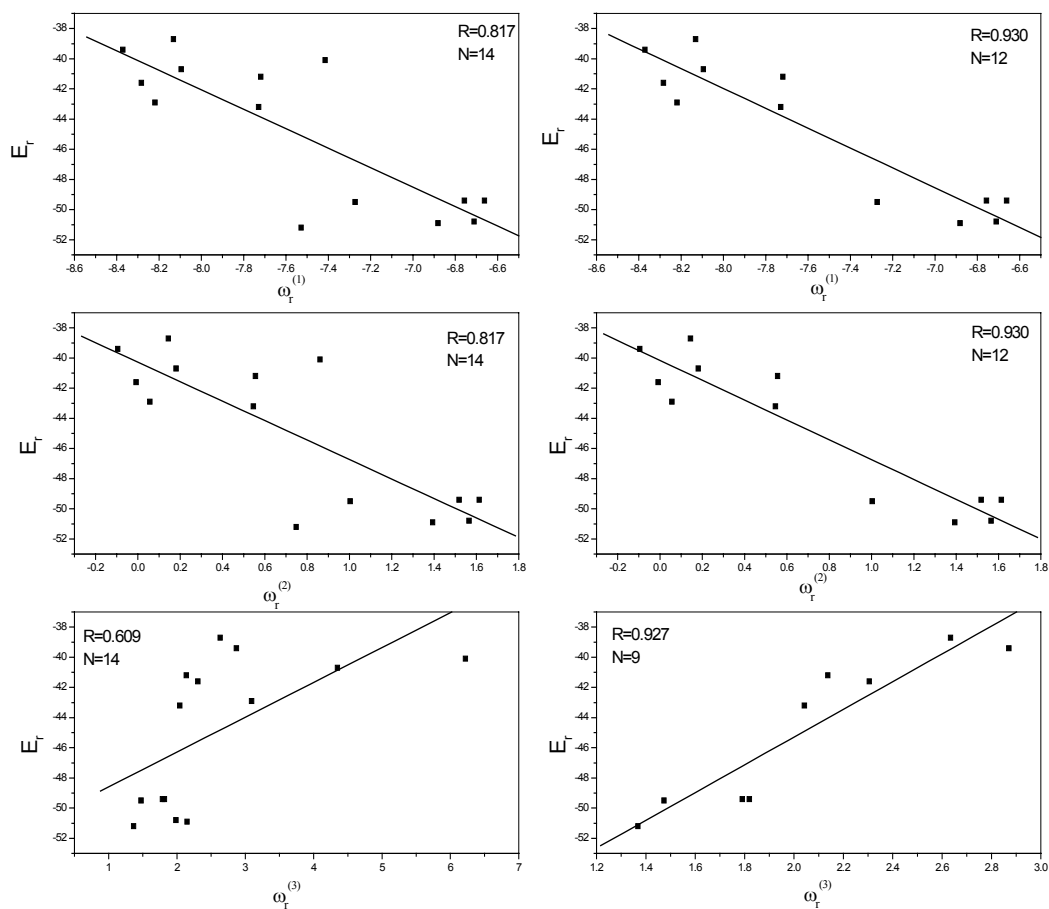 -38
-40
-42
-44
-46
-48
-50
-52
E_r
R=0.817
N=14
-8.6 -8.4 -8.2 -8.0 -7.8 -7.6 -7.4 -7.2 -7.0 -6.8 -6.6
ω_r^(1)
-38
-40
-42
-44
-46
-48
-50
-52
E_r
R=0.930
N=12
-8.6 -8.4 -8.2 -8.0 -7.8 -7.6 -7.4 -7.2 -7.0 -6.8 -6.6
ω_r^(1)
-38
-40
-42
-44
-46
-48
-50
-52
E_r
R=0.817
N=14
-0.2 0.0 0.2 0.4 0.6 0.8 1.0 1.2 1.4 1.6 1.8
ω_r^(2)
-38
-40
-42
-44
-46
-48
-50
-52
E_r
R=0.930
N=12
-0.2 0.0 0.2 0.4 0.6 0.8 1.0 1.2 1.4 1.6 1.8
ω_r^(2)
-38
-40
-42
-44
-46
-48
-50
-52
E_r
R=0.609
N=14
1 2 3 4 5 6 7
ω_r^(3)
-38
-40
-42
-44
-46
-48
-50
-52
E_r
R=0.927
N=9
1.2 1.4 1.6 1.8 2.0 2.2 2.4 2.6 2.8 3.0
ω_r^(3)